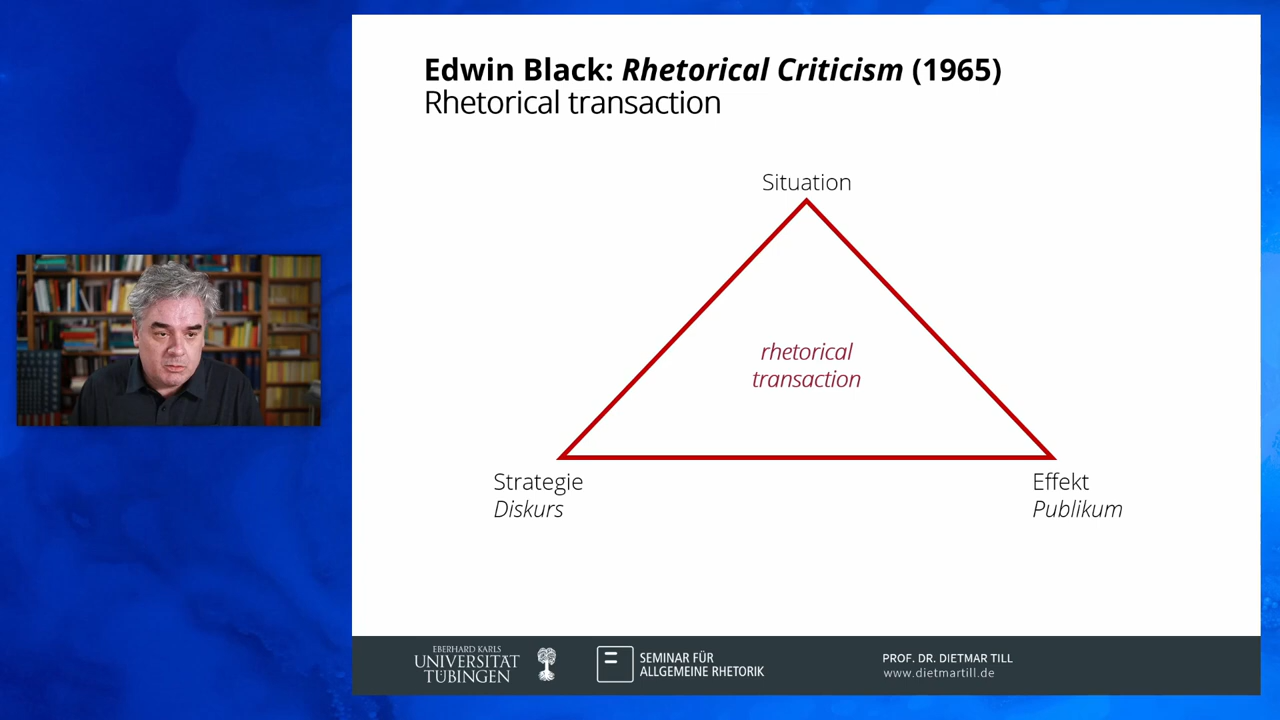 Edwin Black: Rhetorical Criticism (1965)
Rhetorical transaction
Situation
rhetorical
transaction
Strategie
Diskurs
Effekt
Publikum
EBERHARD KARLS
UNIVERSITÄT
TÜBINGEN
SEMINAR FÜR
ALLGEMEINE RHETORIK
PROF. DR. DIETMAR TILL
www.dietmartill.de